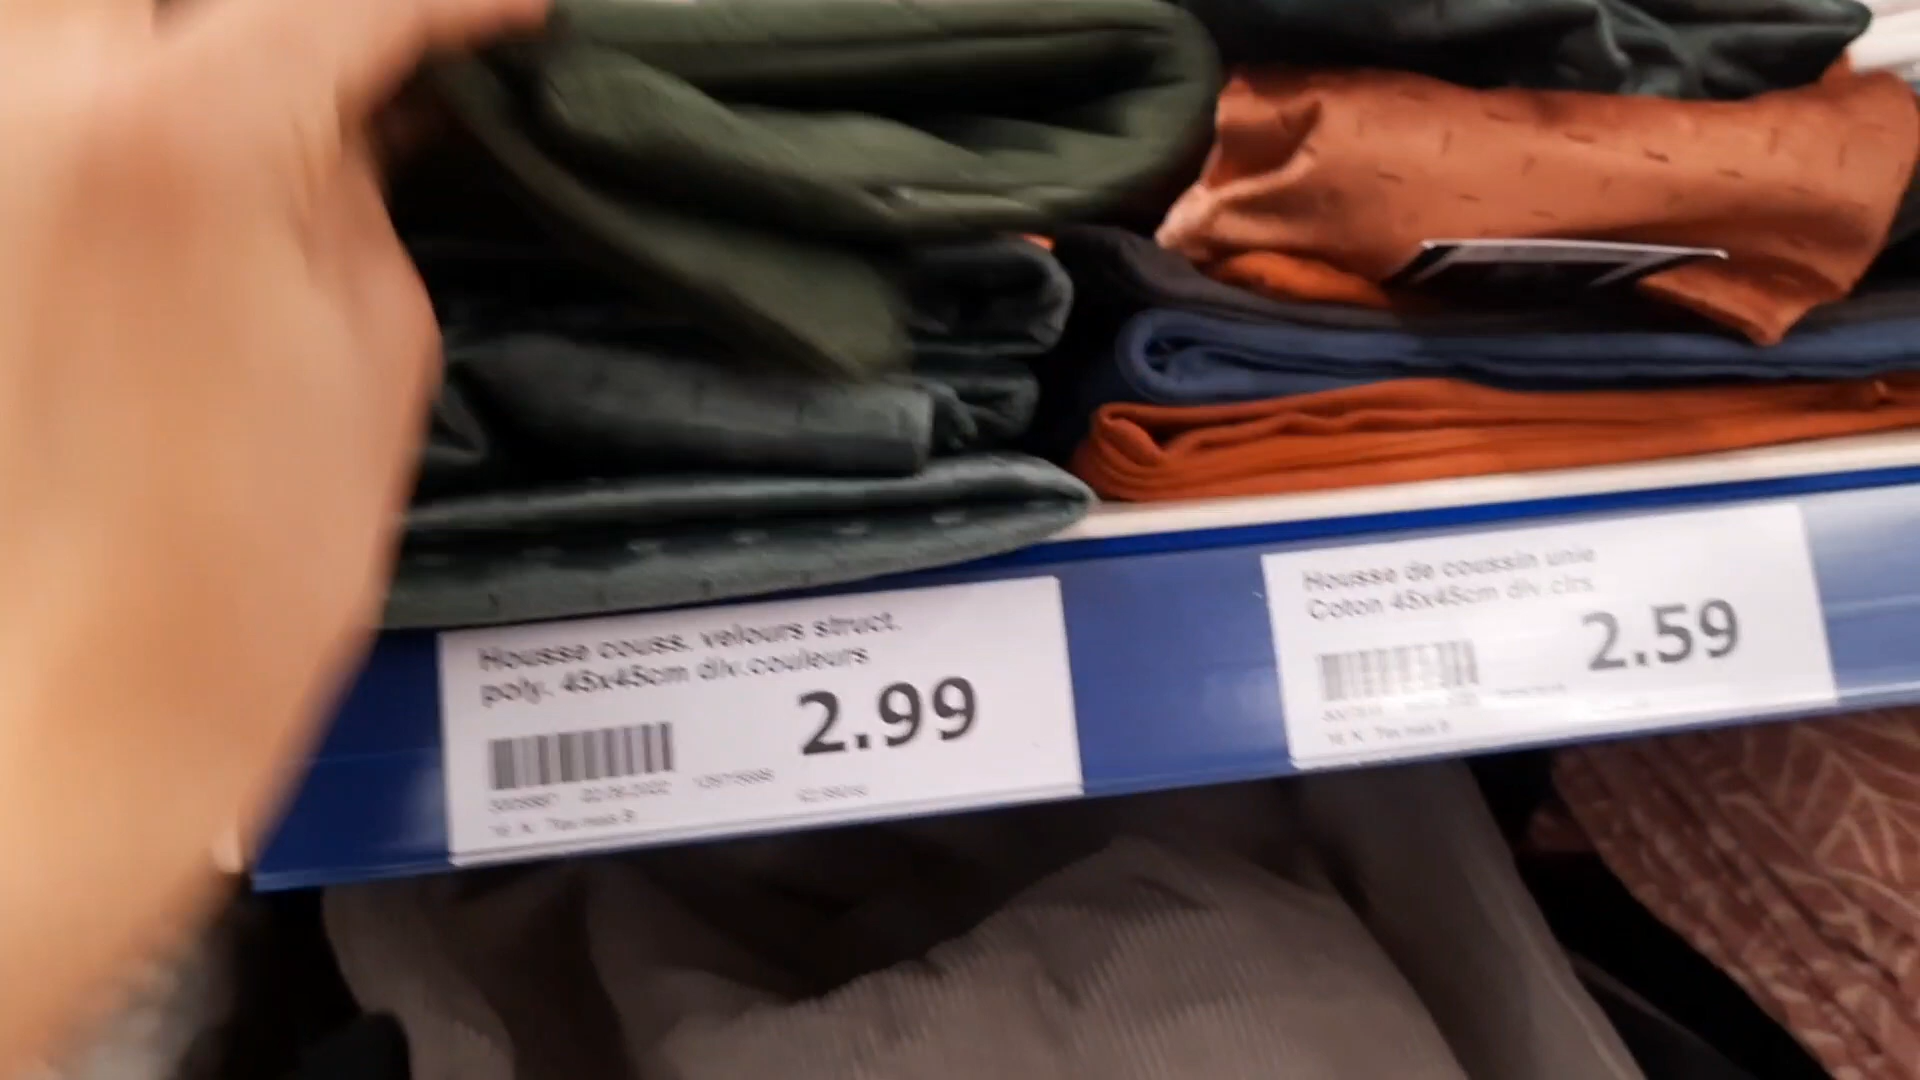 Housse couss. velours struct.
poly. 45x45cm div.couleurs
2.99
Housse de coussin unie
Coton 45x45cm div.clrs
2.59